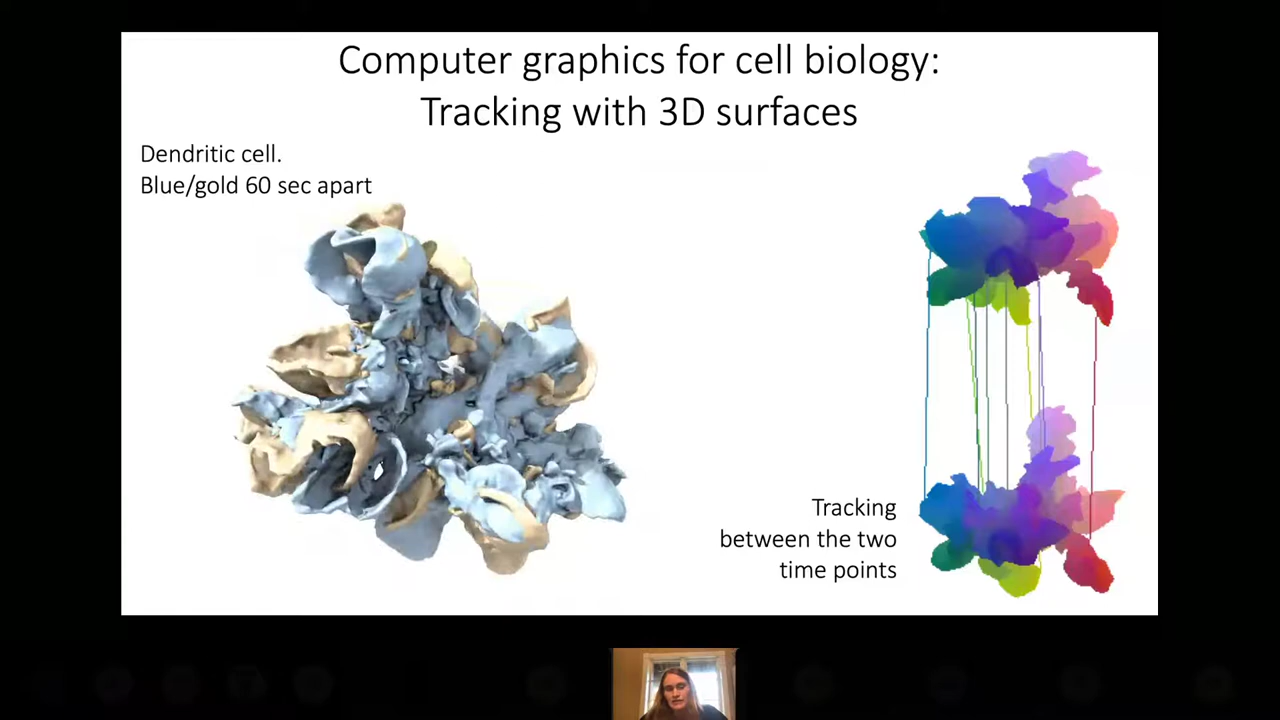 Computer graphics for cell biology:
Tracking with 3D surfaces
Dendritic cell.
Blue/gold 60 sec apart
Tracking
between the two
time points